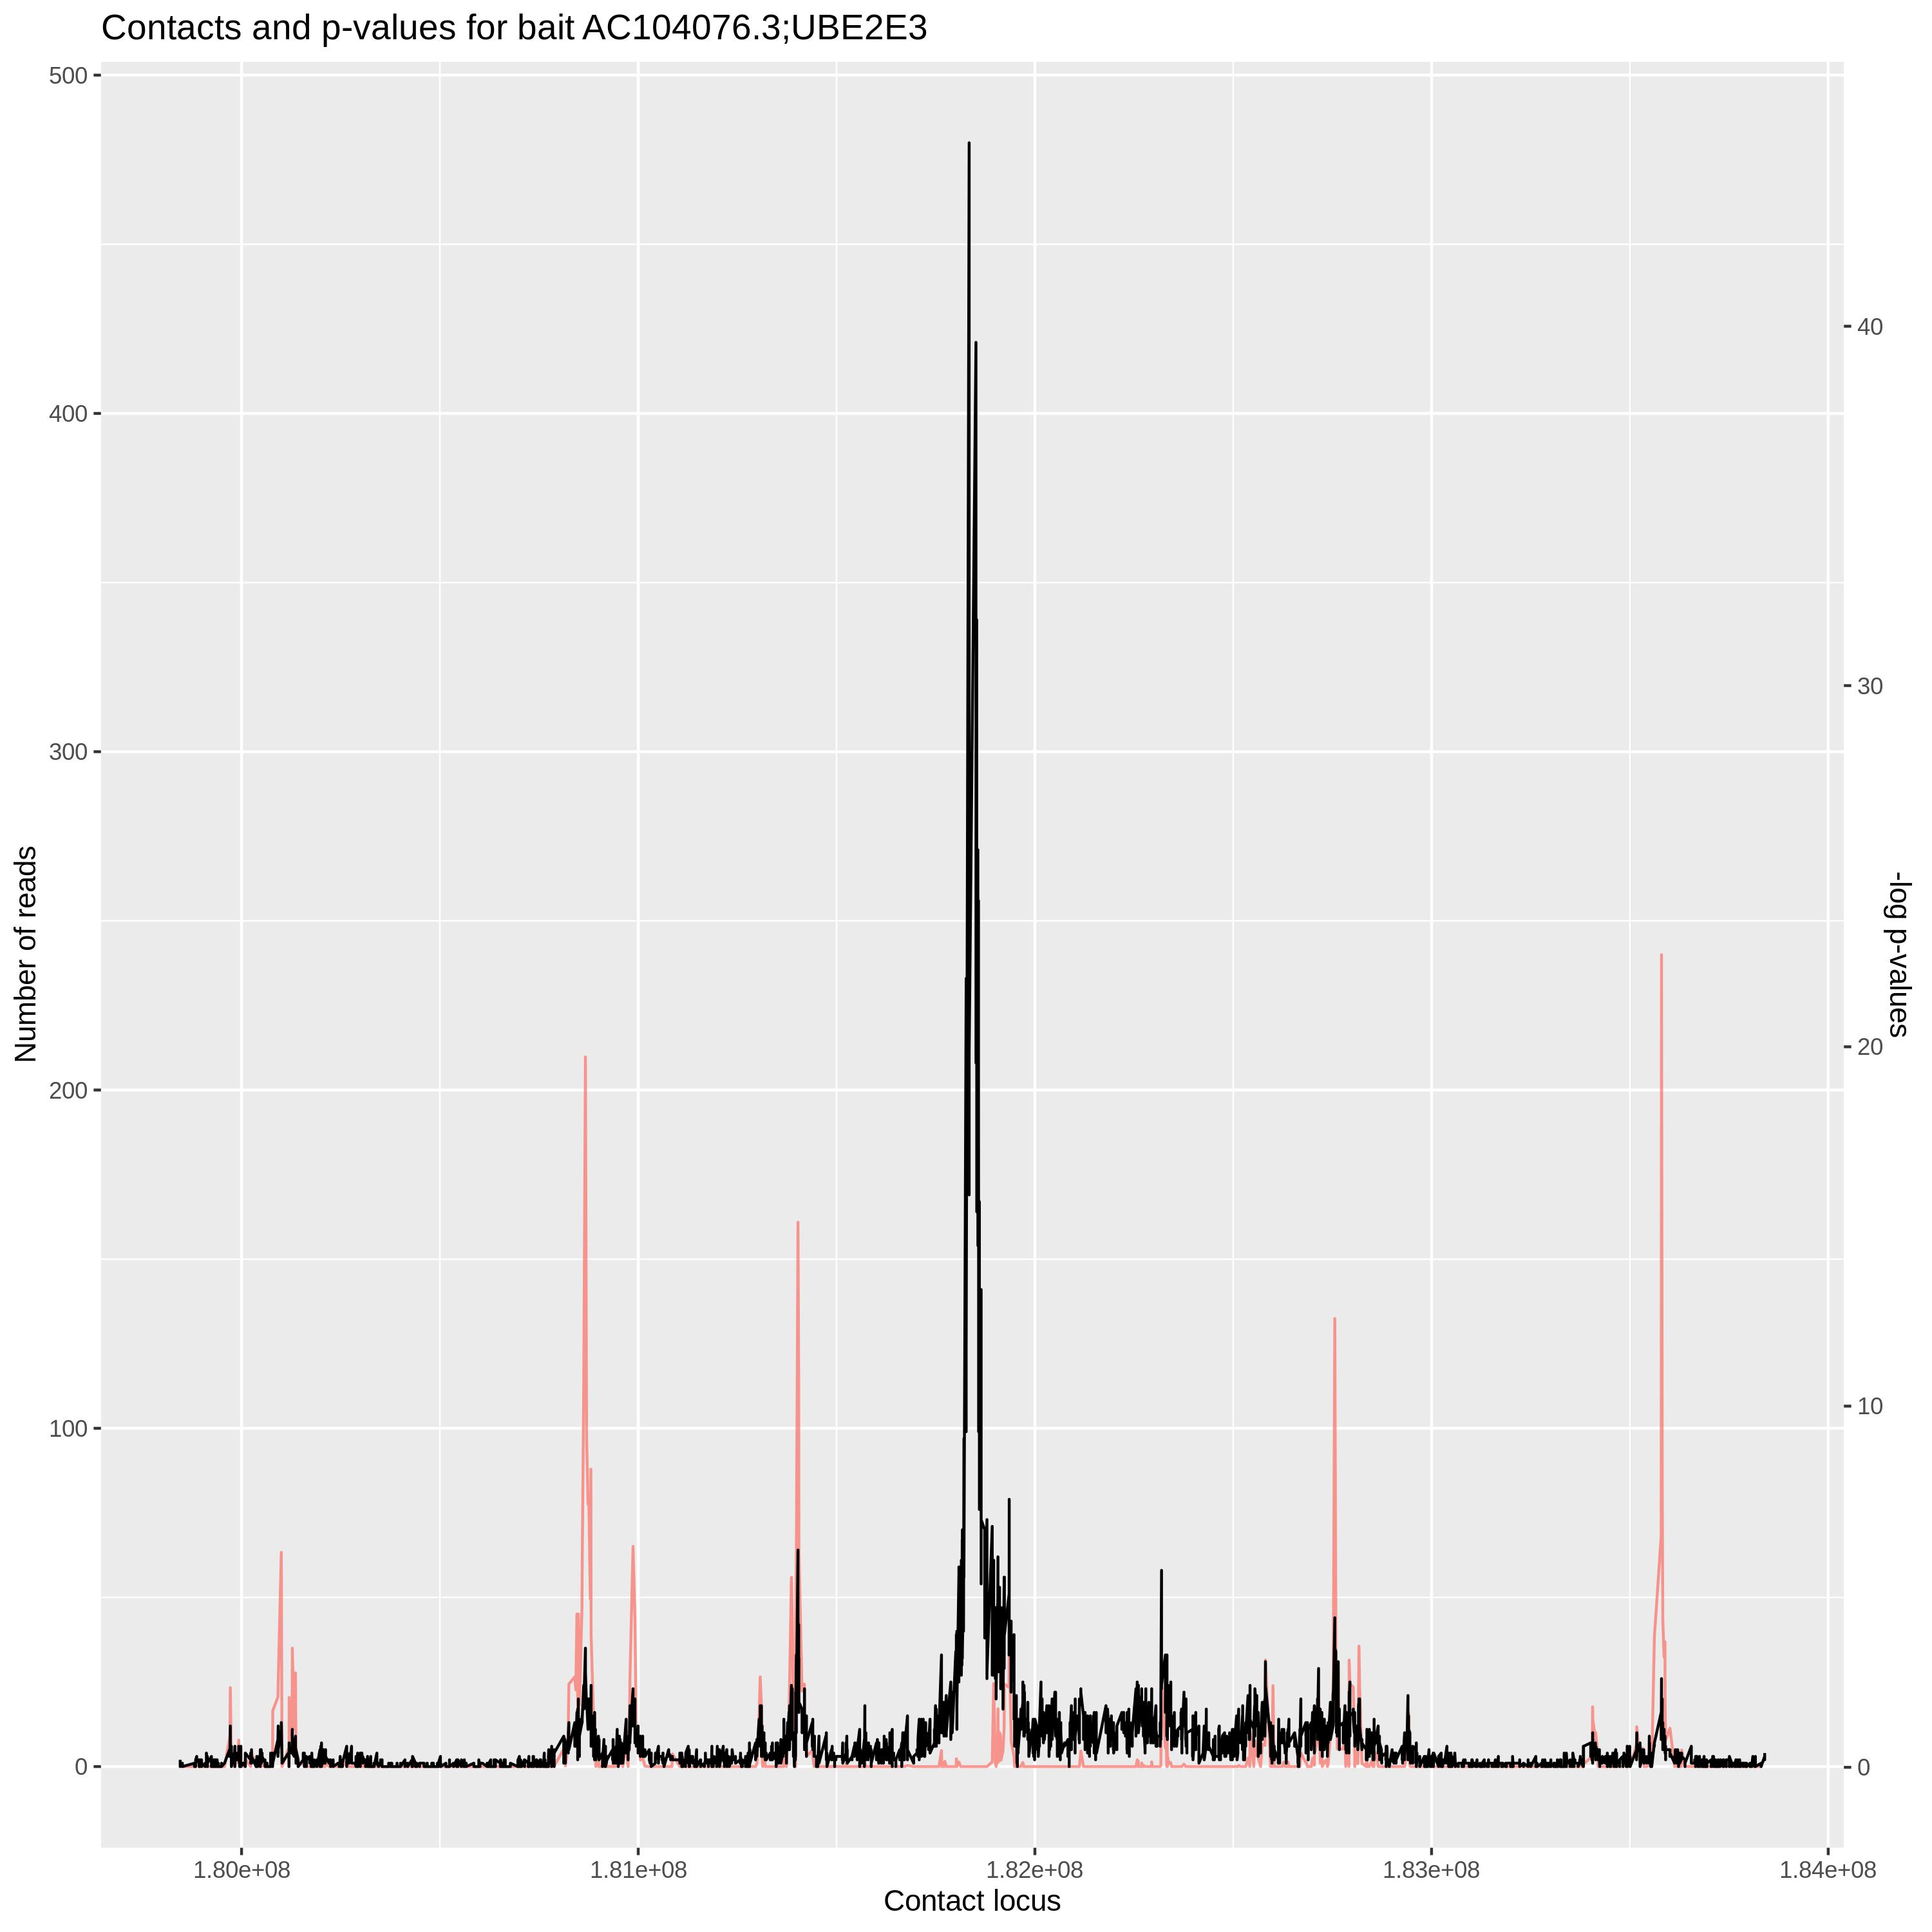 Contacts and p-values for bait AC104076.3;UBE2E3
500
400
300
200
100
0
Number of reads
40
30
20
10
0
-log p-values
1.80e+08
1.81e+08
1.82e+08
1.83e+08
1.84e+08
Contact locus